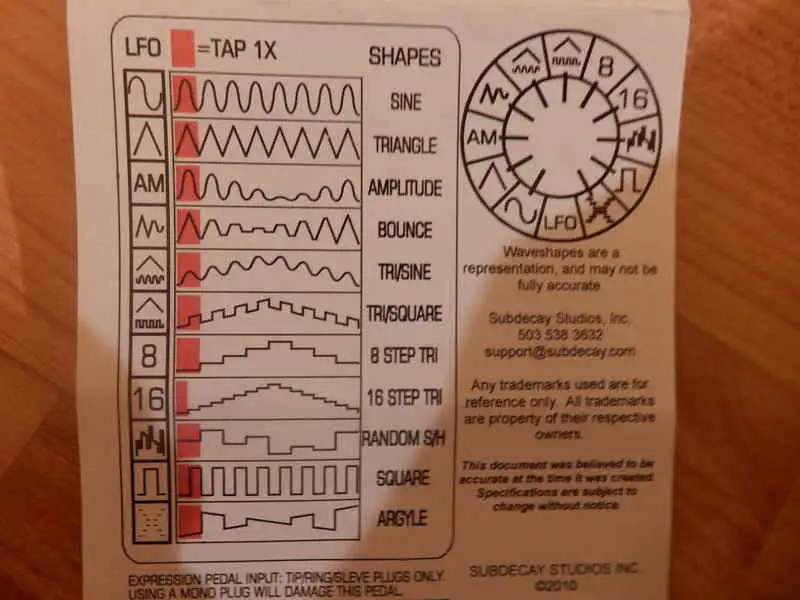 LFO =TAP 1X SHAPES
SINE
TRIANGLE
AM AMPLITUDE
BOUNCE
TRI/SINE
TRI/SQUARE
8 8 STEP TRI
16 16 STEP TRI
RANDOM S/H
SQUARE
ARGYLE
EXPRESSION PEDAL INPUT: TIP/RING/SLEVE PLUGS ONLY.
USING A MONO PLUG WILL DAMAGE THIS PEDAL.
8
16
AM
LFO
Waveshapes are a
representation, and may not be
fully accurate
Subdecay Studios, Inc.
503 538 3632
support@subdecay.com
Any trademarks used are for
reference only. All trademarks
are property of their respective
owners.
This document was believed to be
accurate at the time it was created.
Specifications are subject to
change without notice.
SUBDECAY STUDIOS INC.
©2010